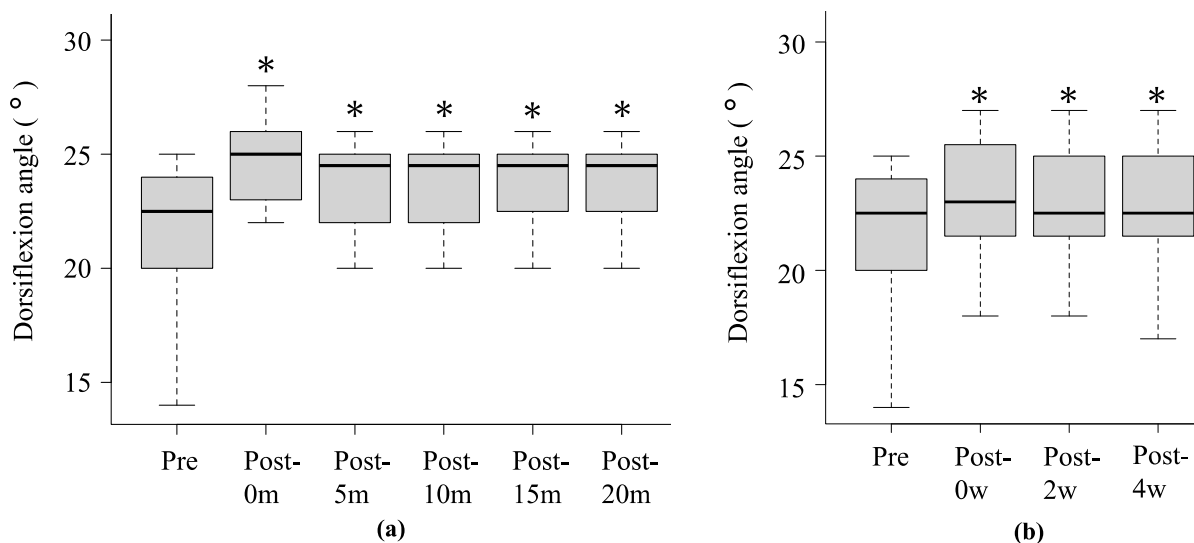 Dorsiflexion angle ( ° )
30
25
20
15
* * * * *
Pre Post- Post- Post- Post- Post-
0m 5m 10m 15m 20m
(a)
Dorsiflexion angle ( ° )
30
25
20
15
* * *
Pre Post- Post- Post-
0w 2w 4w
(b)